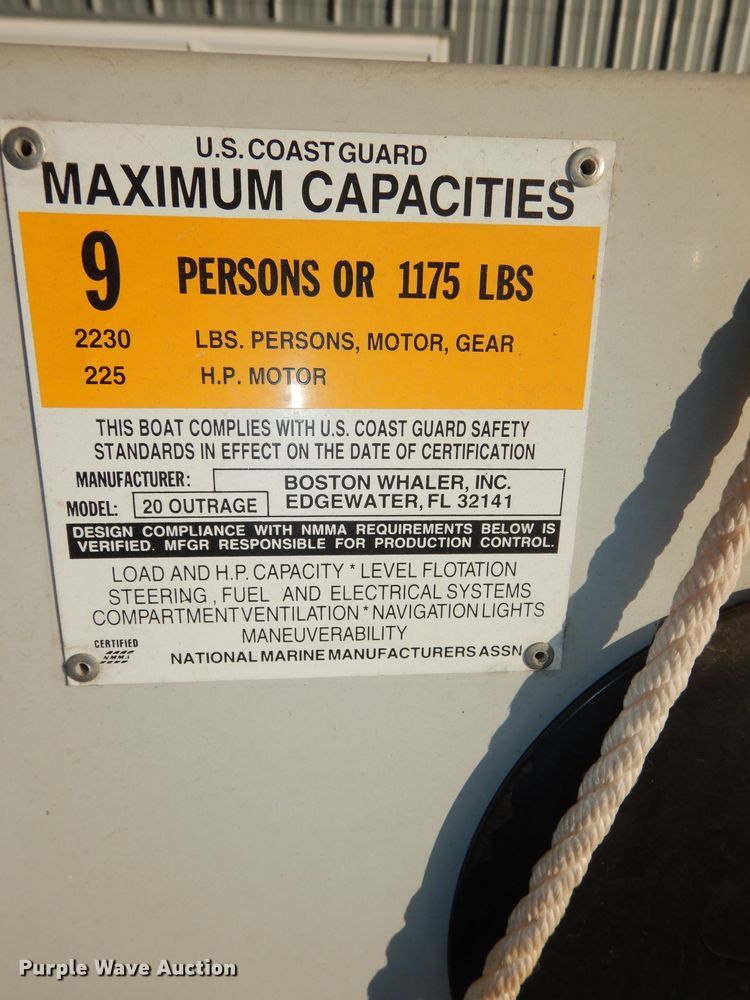 U.S. COAST GUARD
MAXIMUM CAPACITIES
9 PERSONS OR 1175 LBS
2230 LBS. PERSONS, MOTOR, GEAR
225 H.P. MOTOR
THIS BOAT COMPLIES WITH U.S. COAST GUARD SAFETY
STANDARDS IN EFFECT ON THE DATE OF CERTIFICATION
MANUFACTURER: BOSTON WHALER, INC.
MODEL: 20 OUTRAGE EDGEWATER, FL 32141
DESIGN COMPLIANCE WITH NMMA REQUIREMENTS BELOW IS
VERIFIED. MFGR RESPONSIBLE FOR PRODUCTION CONTROL.
LOAD AND H.P. CAPACITY * LEVEL FLOTATION
STEERING , FUEL AND ELECTRICAL SYSTEMS
COMPARTMENT VENTILATION * NAVIGATION LIGHTS
MANEUVERABILITY
CERTIFIED
NMMA
NATIONAL MARINE MANUFACTURERS ASSN
Purple Wave Auction